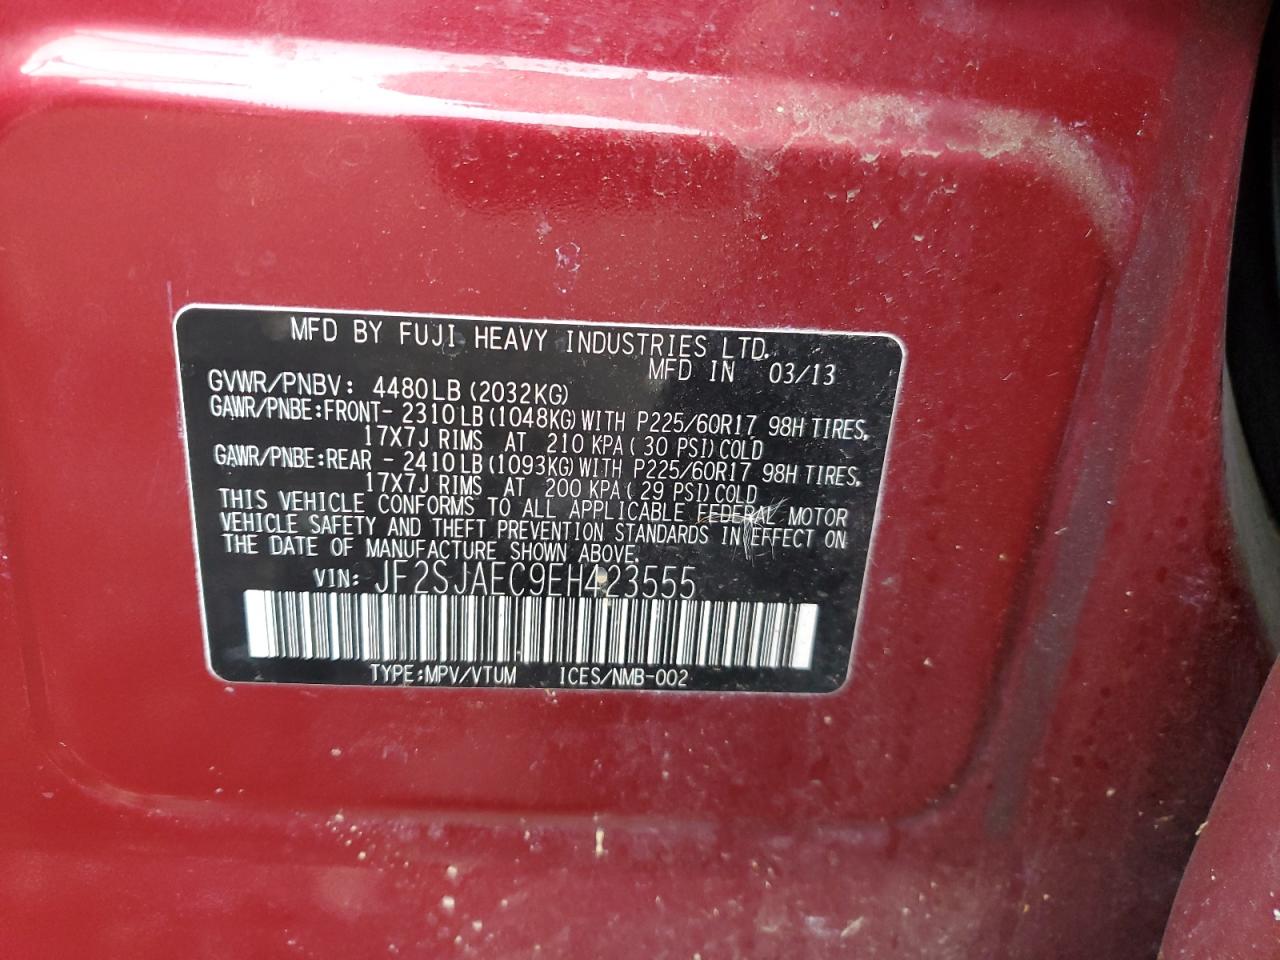 MFD BY FUJI HEAVY INDUSTRIES LTD.
MFD IN 03/13
GVWR/PNBV: 4480LB(2032KG)
GAWR/PNBE:FRONT- 2310LB(1048KG)WITH P225/60R17 98H TIRES,
17X7J RIMS AT 210 KPA( 30 PSI)COLD
GAWR/PNBE:REAR - 2410LB(1093KG)WITH P225/60R17 98H TIRES,
17X7J RIMS AT 200 KPA( 29 PSI)COLD
THIS VEHICLE CONFORMS TO ALL APPLICABLE FEDERAL MOTOR
VEHICLE SAFETY AND THEFT PREVENTION STANDARDS IN EFFECT ON
THE DATE OF MANUFACTURE SHOWN ABOVE.
VIN: JF2SJAEC9EH423555
TYPE:MPV/VTUM ICES/NMB-002